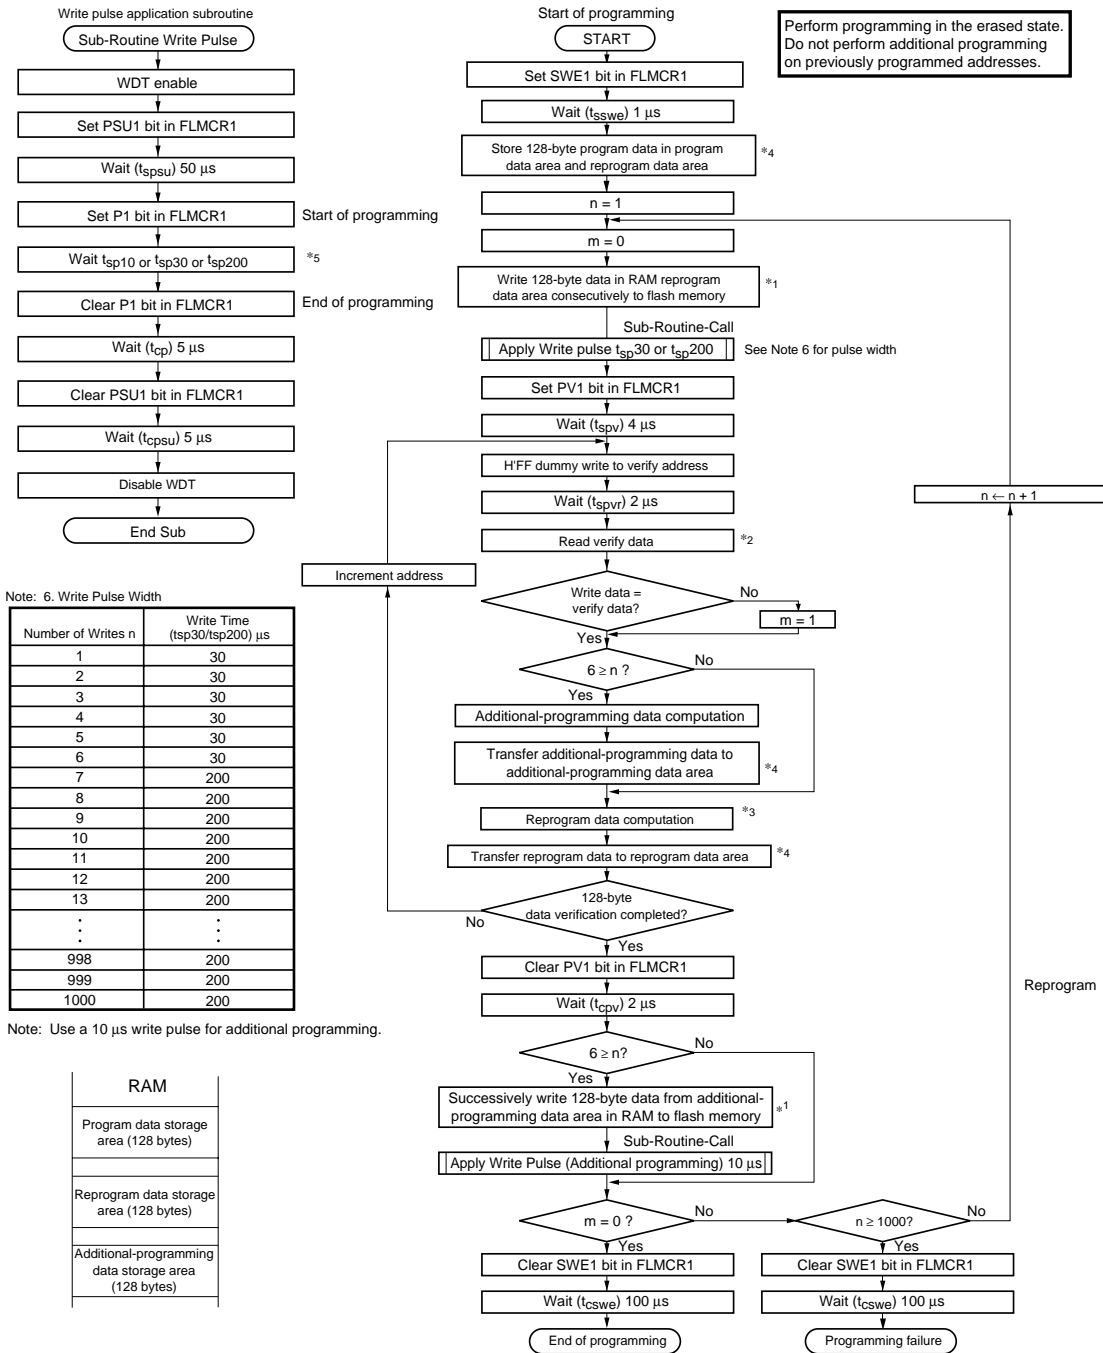 Write pulse application subroutine
Sub-Routine Write Pulse
WDT enable
Set PSU1 bit in FLMCR1
Wait (tspsu) 50 µs
Set P1 bit in FLMCR1
Start of programming
Wait tsp10 or tsp30 or tsp200
*5
Clear P1 bit in FLMCR1
End of programming
Wait (tcp) 5 µs
Clear PSU1 bit in FLMCR1
Wait (tcpsu) 5 µs
Disable WDT
End Sub
Note: 6. Write Pulse Width
Number of Writes n
Write Time
(tsp30/tsp200) µs
1 30
2 30
3 30
4 30
5 30
6 30
7 200
8 200
9 200
10 200
11 200
12 200
13 200
998 200
999 200
1000 200
Note: Use a 10 µs write pulse for additional programming.
RAM
Program data storage
area (128 bytes)
Reprogram data storage
area (128 bytes)
Additional-programming
data storage area
(128 bytes)
Start of programming
START
Perform programming in the erased state.
Do not perform additional programming
on previously programmed addresses.
Set SWE1 bit in FLMCR1
Wait (tsswe) 1 µs
Store 128-byte program data in program
data area and reprogram data area
*4
n = 1
m = 0
Write 128-byte data in RAM reprogram
data area consecutively to flash memory
*1
Sub-Routine-Call
Apply Write pulse tsp30 or tsp200
See Note 6 for pulse width
Set PV1 bit in FLMCR1
Wait (tspv) 4 µs
H'FF dummy write to verify address
Wait (tspvr) 2 µs
Read verify data
*2
Increment address
n ← n + 1
Write data =
verify data?
No
m = 1
Yes
6 ≥ n ?
No
Yes
Additional-programming data computation
Transfer additional-programming data to
additional-programming data area
*4
Reprogram data computation
*3
Transfer reprogram data to reprogram data area
*4
128-byte
data verification completed?
No
Yes
Clear PV1 bit in FLMCR1
Reprogram
Wait (tcpv) 2 µs
6 ≥ n?
No
Yes
Successively write 128-byte data from additional-
programming data area in RAM to flash memory
*1
Sub-Routine-Call
Apply Write Pulse (Additional programming) 10 µs
m = 0 ?
No
n ≥ 1000?
No
Yes
Yes
Clear SWE1 bit in FLMCR1
Clear SWE1 bit in FLMCR1
Wait (tcswe) 100 µs
Wait (tcswe) 100 µs
End of programming
Programming failure